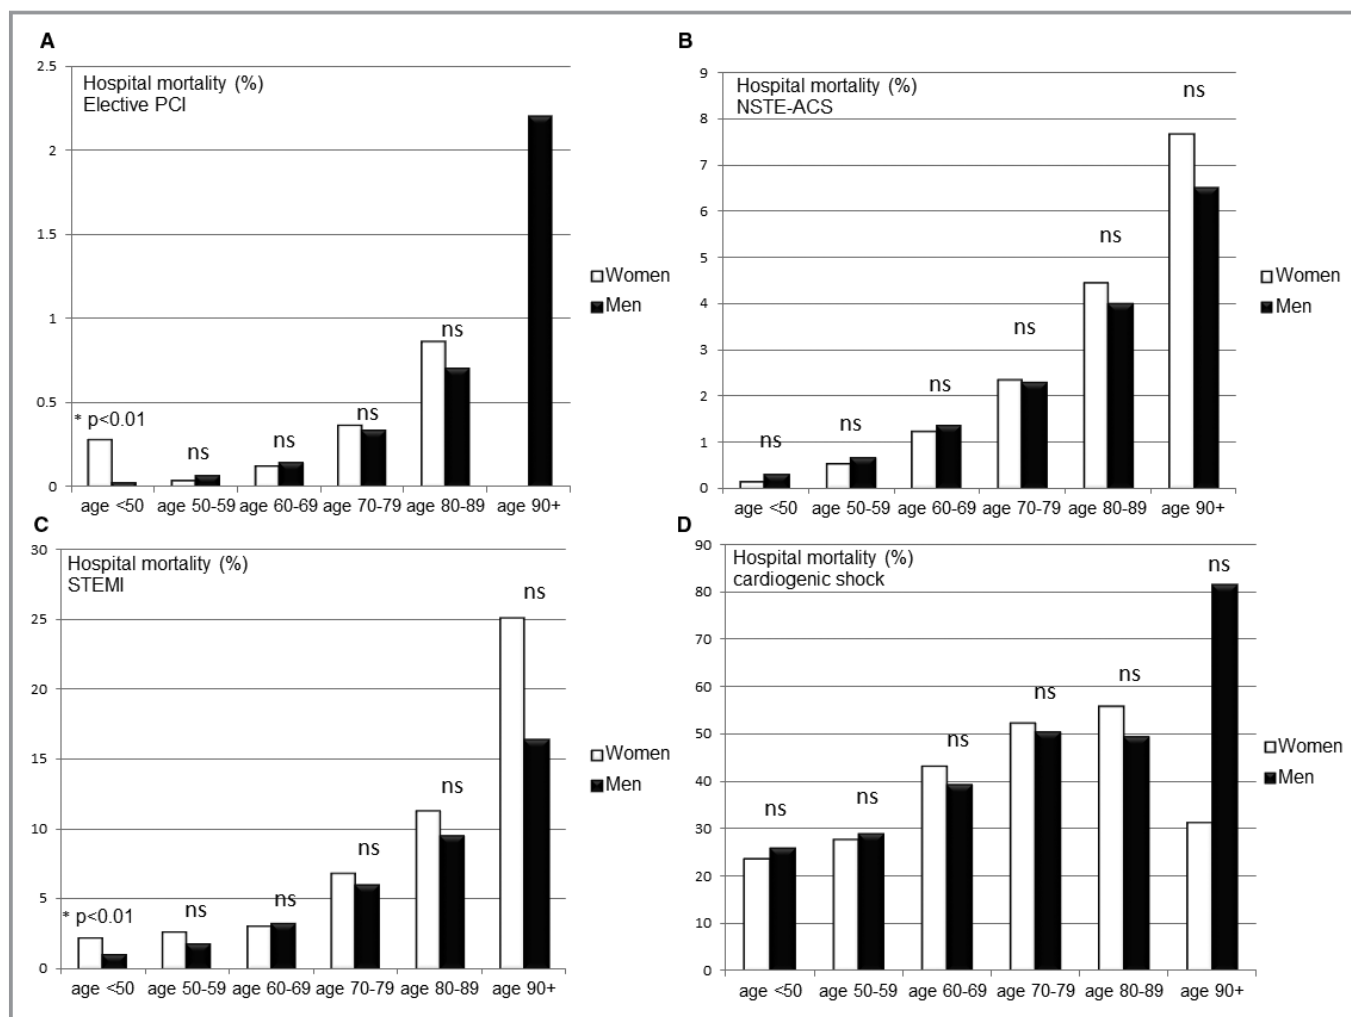 A
Hospital mortality (%)
Elective PCI
2.5
2
1.5
1
0.5
0
* p<0.01
ns
ns
ns
ns
age <50
age 50-59
age 60-69
age 70-79
age 80-89
age 90+
Women
Men
B
Hospital mortality (%)
NSTE-ACS
9
8
7
6
5
4
3
2
1
0
ns
ns
ns
ns
ns
ns
age <50
age 50-59
age 60-69
age 70-79
age 80-89
age 90+
Women
Men
C
Hospital mortality (%)
STEMI
30
25
20
15
10
5
0
* p<0.01
ns
ns
ns
ns
ns
age <50
age 50-59
age 60-69
age 70-79
age 80-89
age 90+
Women
Men
D
Hospital mortality (%)
cardiogenic shock
90
80
70
60
50
40
30
20
10
0
ns
ns
ns
ns
ns
ns
age <50
age 50-59
age 60-69
age 70-79
age 80-89
age 90+
Women
Men